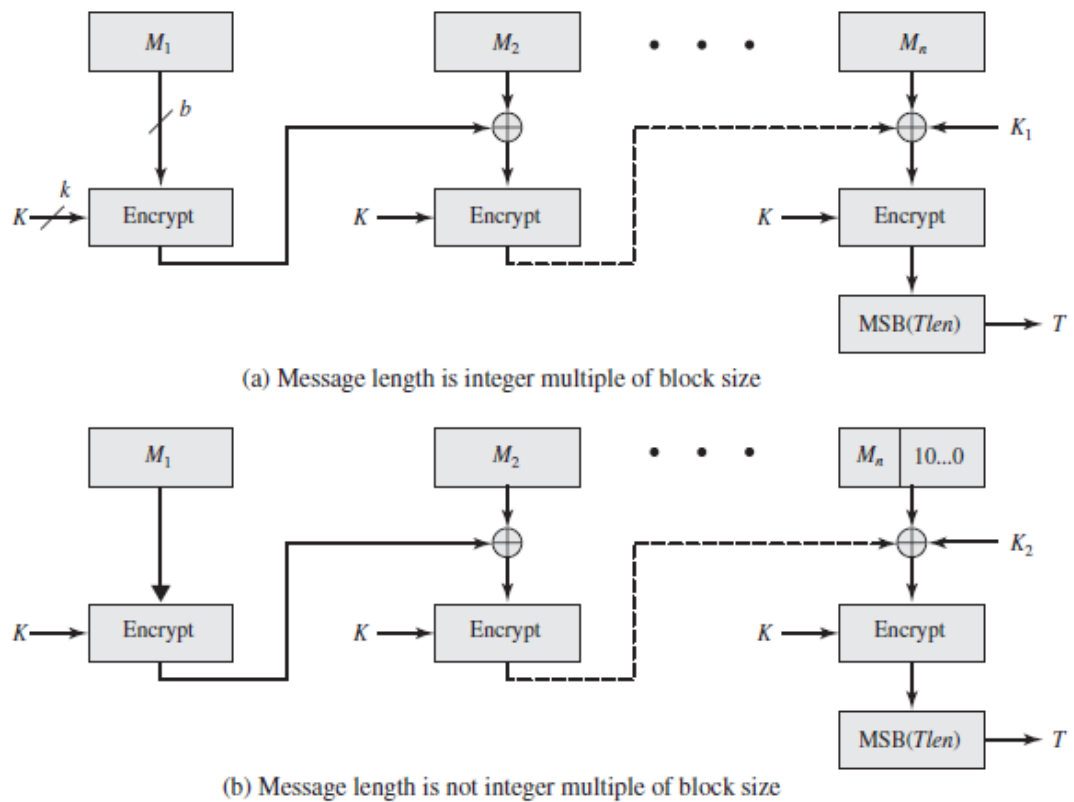 M₁ M₂ • • • Mₙ
b
K₁
k
K Encrypt K Encrypt K Encrypt
MSB(Tlen) T
(a) Message length is integer multiple of block size
M₁ M₂ • • • Mₙ 10...0
K₂
K Encrypt K Encrypt K Encrypt
MSB(Tlen) T
(b) Message length is not integer multiple of block size